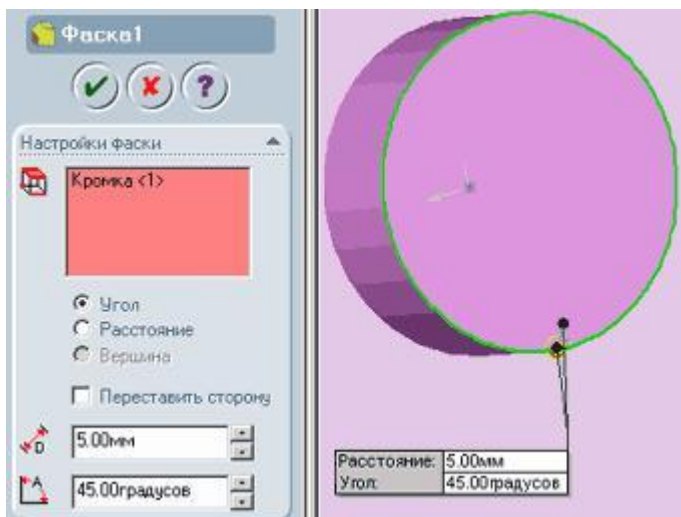 Фаска1
?
Настройки фаски
Кромка <1>
Угол
Расстояние
Вершина
Переставить сторону
D
5.00мм
A
45.00градусов
Расстояние: 5.00мм
Угол: 45.00градусов